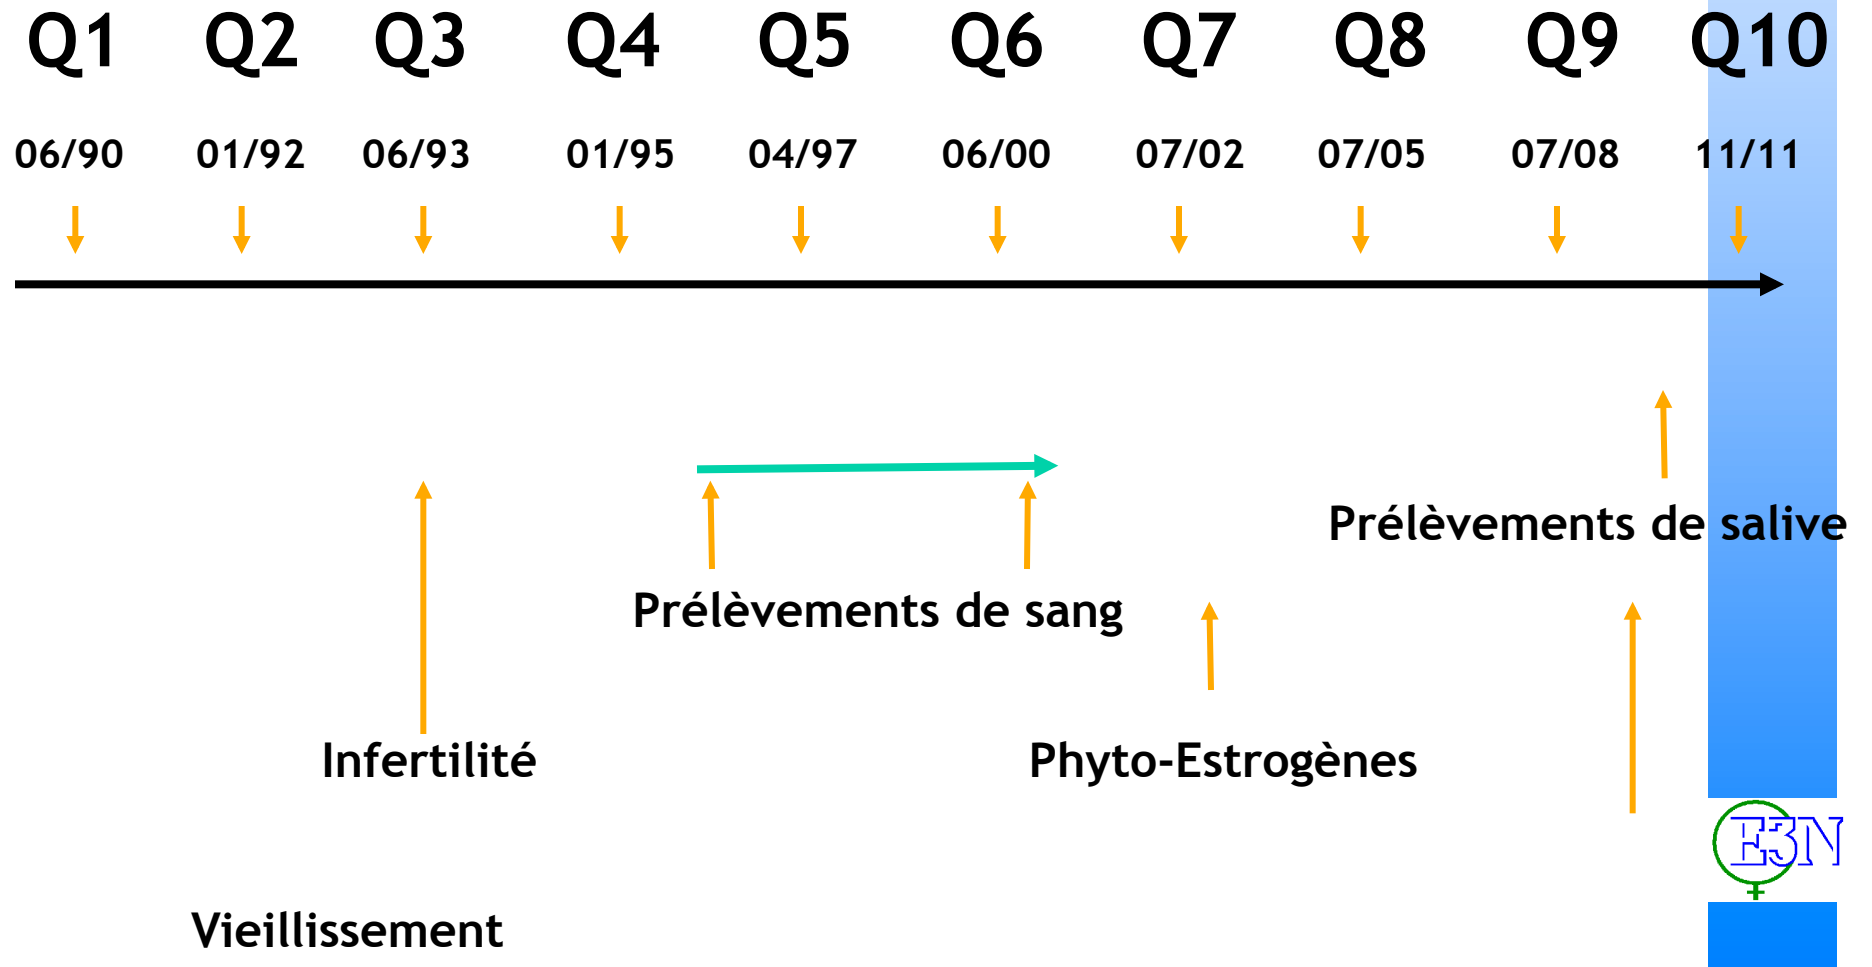 Q1 Q2 Q3 Q4 Q5 Q6 Q7 Q8 Q9 Q10
06/90 01/92 06/93 01/95 04/97 06/00 07/02 07/05 07/08 11/11
Prélèvements de salive
Prélèvements de sang
Infertilité Phyto-Estrogènes
E3N
Vieillissement